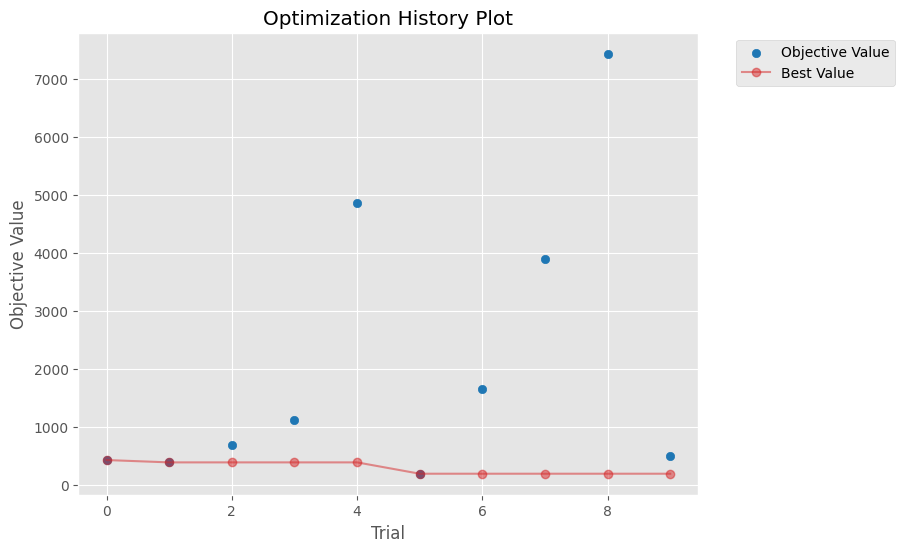 Optimization History Plot
Objective Value
Best Value
7000
6000
5000
4000
3000
2000
1000
0
Objective Value
0 2 4 6 8
Trial